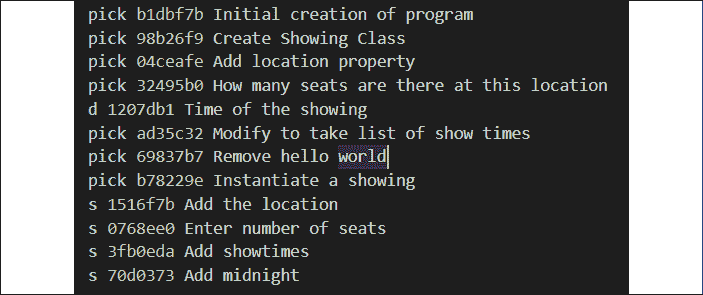 pick b1dbf7b Initial creation of program
pick 98b26f9 Create Showing Class
pick 04ceafe Add location property
pick 32495b0 How many seats are there at this location
d 1207db1 Time of the showing
pick ad35c32 Modify to take list of show times
pick 69837b7 Remove hello world
pick b78229e Instantiate a showing
s 1516f7b Add the location
s 0768ee0 Enter number of seats
s 3fb0eda Add showtimes
s 70d0373 Add midnight